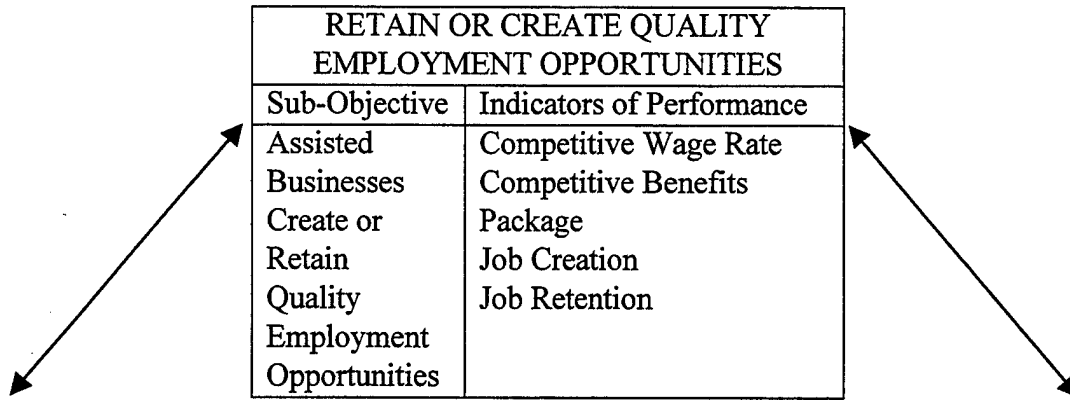 RETAIN OR CREATE QUALITY
EMPLOYMENT OPPORTUNITIES
Sub-Objective Indicators of Performance
Assisted Competitive Wage Rate
Businesses Competitive Benefits
Create or Package
Retain Job Creation
Quality Job Retention
Employment
Opportunities